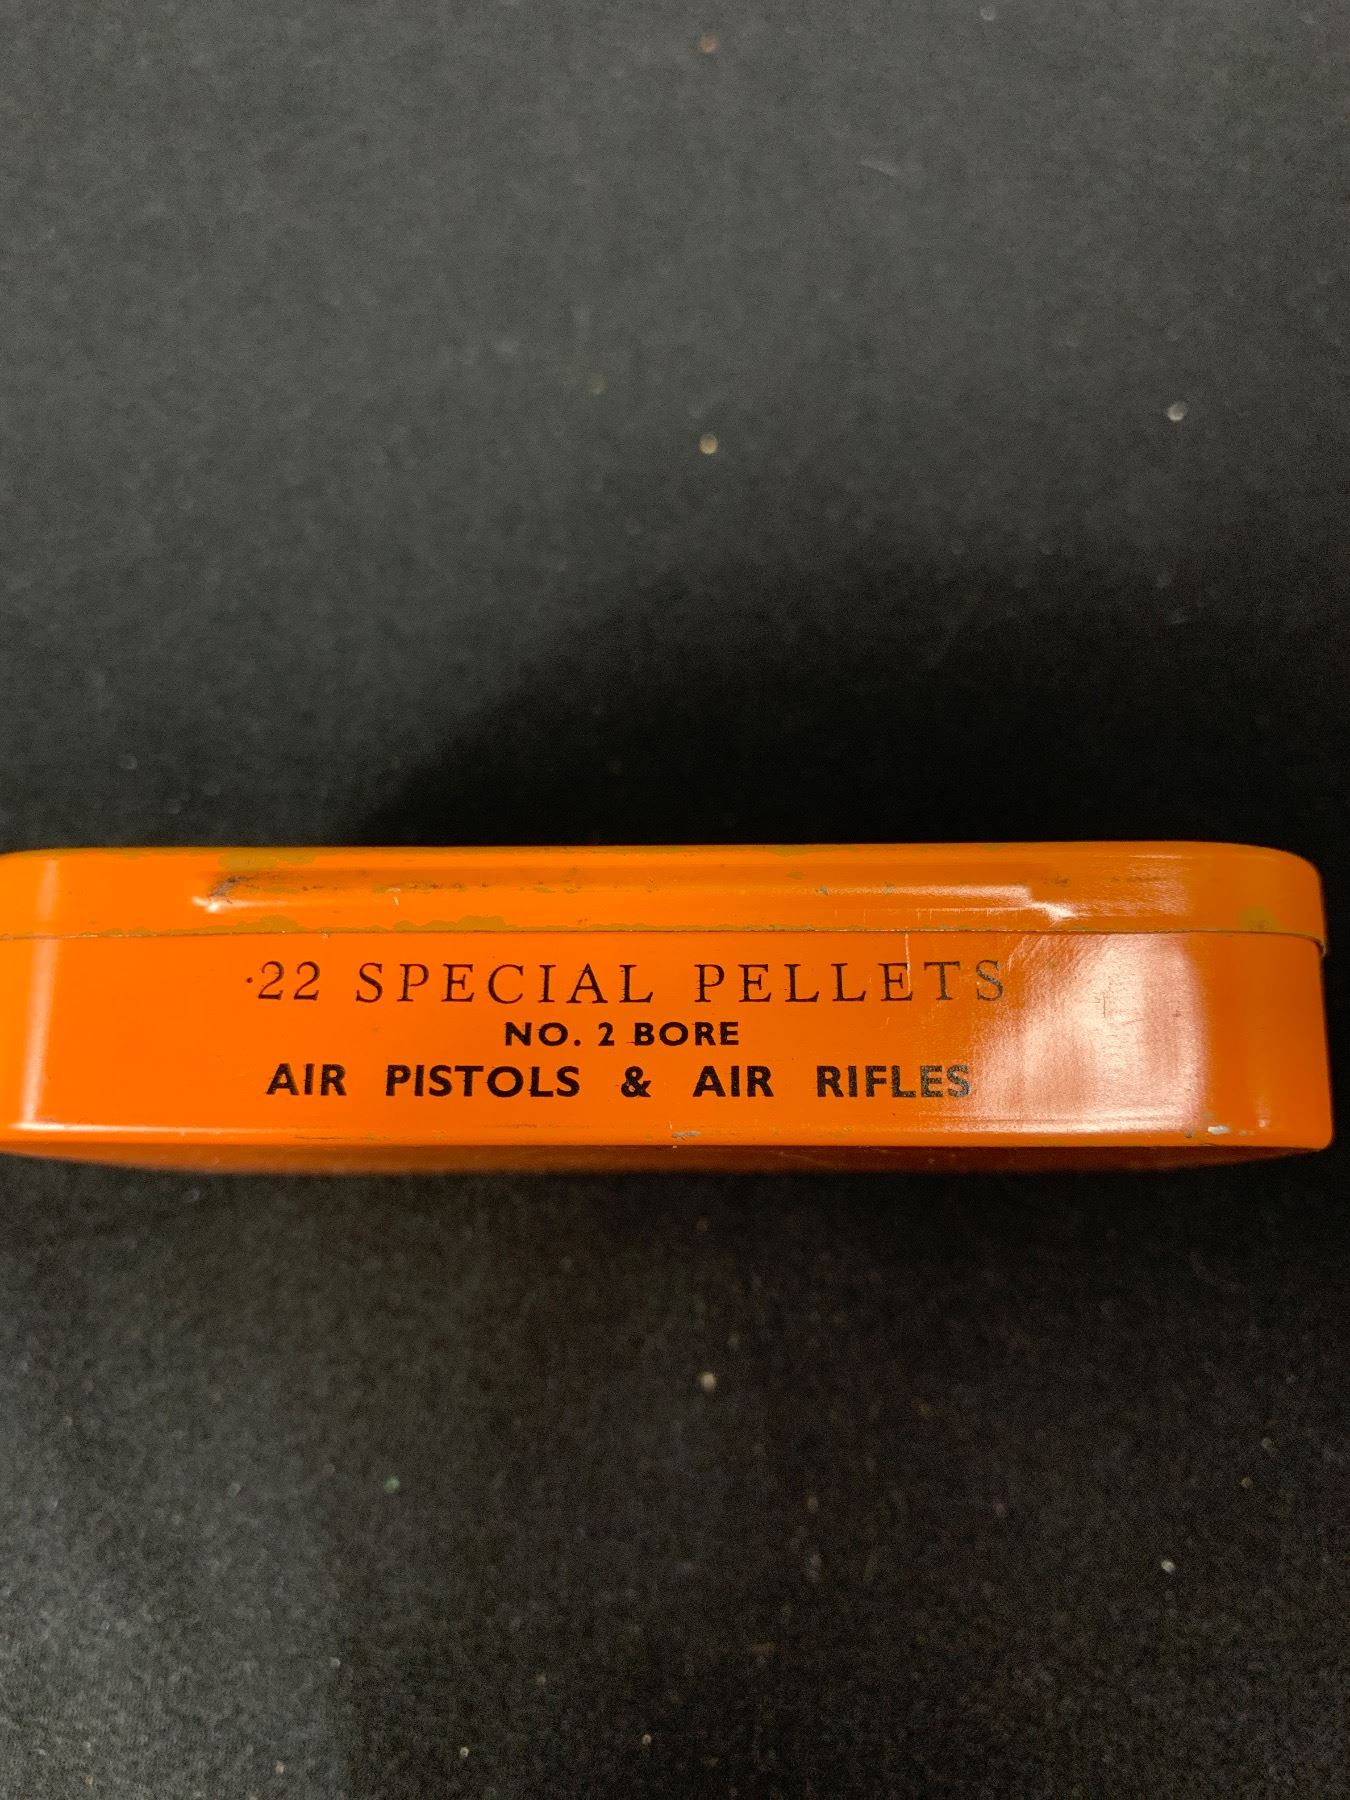 ·22 SPECIAL PELLETS
NO. 2 BORE
AIR PISTOLS & AIR RIFLES